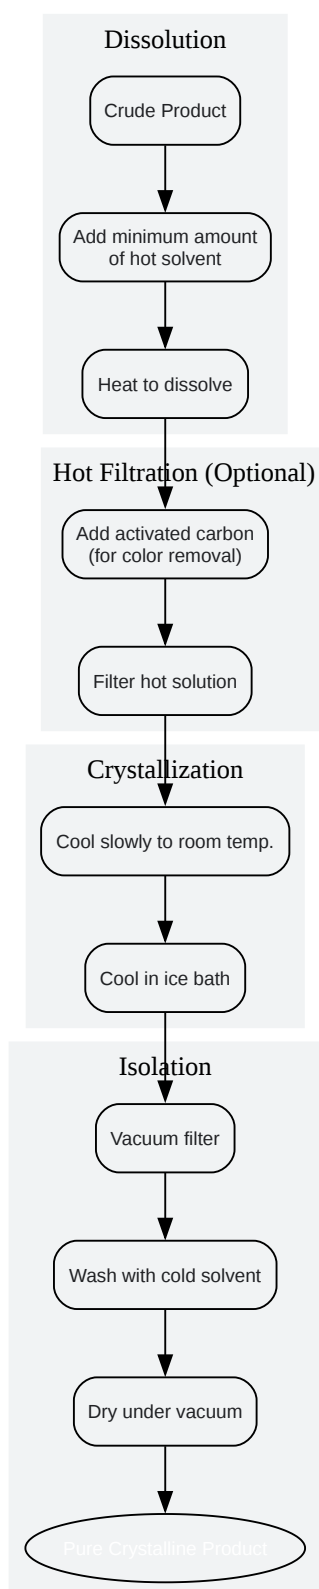 Dissolution
Crude Product
Add minimum amount
of hot solvent
Heat to dissolve
Hot Filtration (Optional)
Add activated carbon
(for color removal)
Filter hot solution
Crystallization
Cool slowly to room temp.
Cool in ice bath
Isolation
Vacuum filter
Wash with cold solvent
Dry under vacuum
Pure Crystalline Product